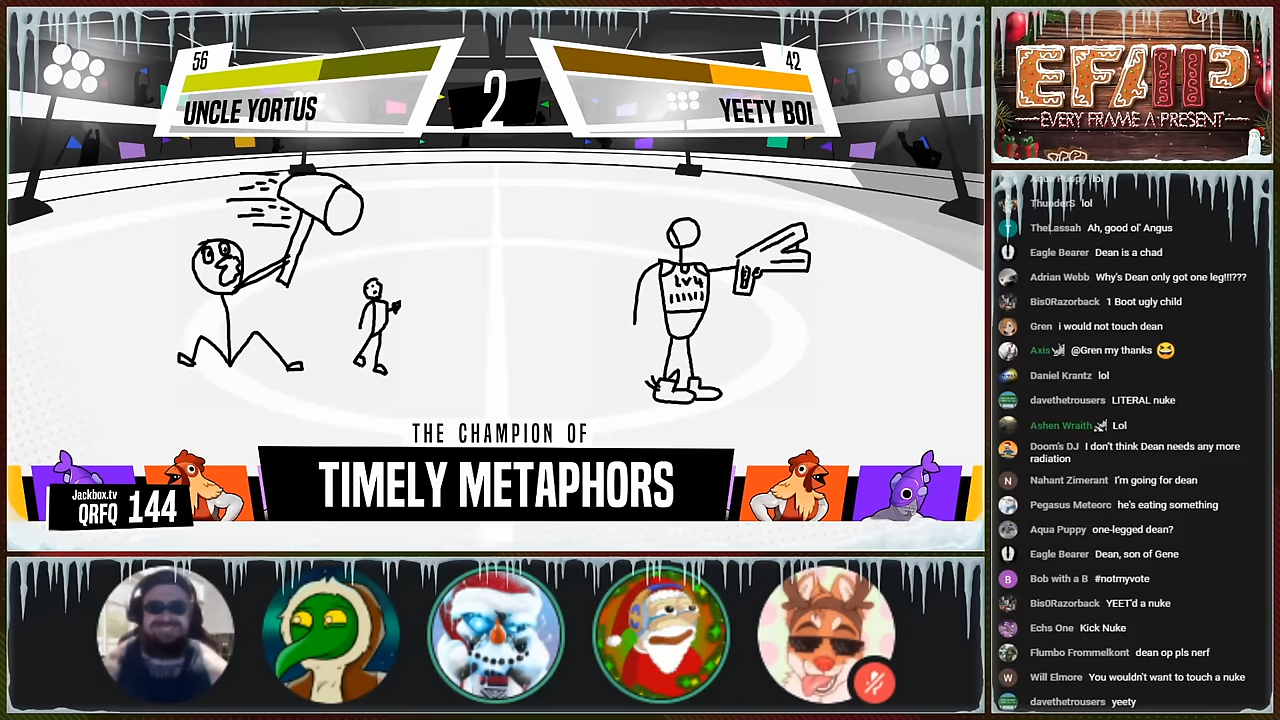 56
UNCLE YORTUS
2
42
YEETY BOI
LVL
THE CHAMPION OF
TIMELY METAPHORS
Jackbox.tv
QRFQ 144
EFAP
EVERY FRAME A PRESENT
Aqua Puppy lol
ThunderS lol
TheLassah Ah, good ol' Angus
Eagle Bearer Dean is a chad
Adrian Webb Why's Dean only got one leg!!!???
Bis0Razorback 1 Boot ugly child
Gren i would not touch dean
Axis @Gren my thanks 😆
Daniel Krantz lol
davethetrousers LITERAL nuke
Ashen Wraith Lol
Doom's DJ I don't think Dean needs any more
radiation
Nahant Zimerant I'm going for dean
Pegasus Meteorc he's eating something
Aqua Puppy one-legged dean?
Eagle Bearer Dean, son of Gene
Bob with a B #notmyvote
Bis0Razorback YEET'd a nuke
Echs One Kick Nuke
Flumbo Frommelkont dean op pls nerf
Will Elmore You wouldn't want to touch a nuke
davethetrousers yeety